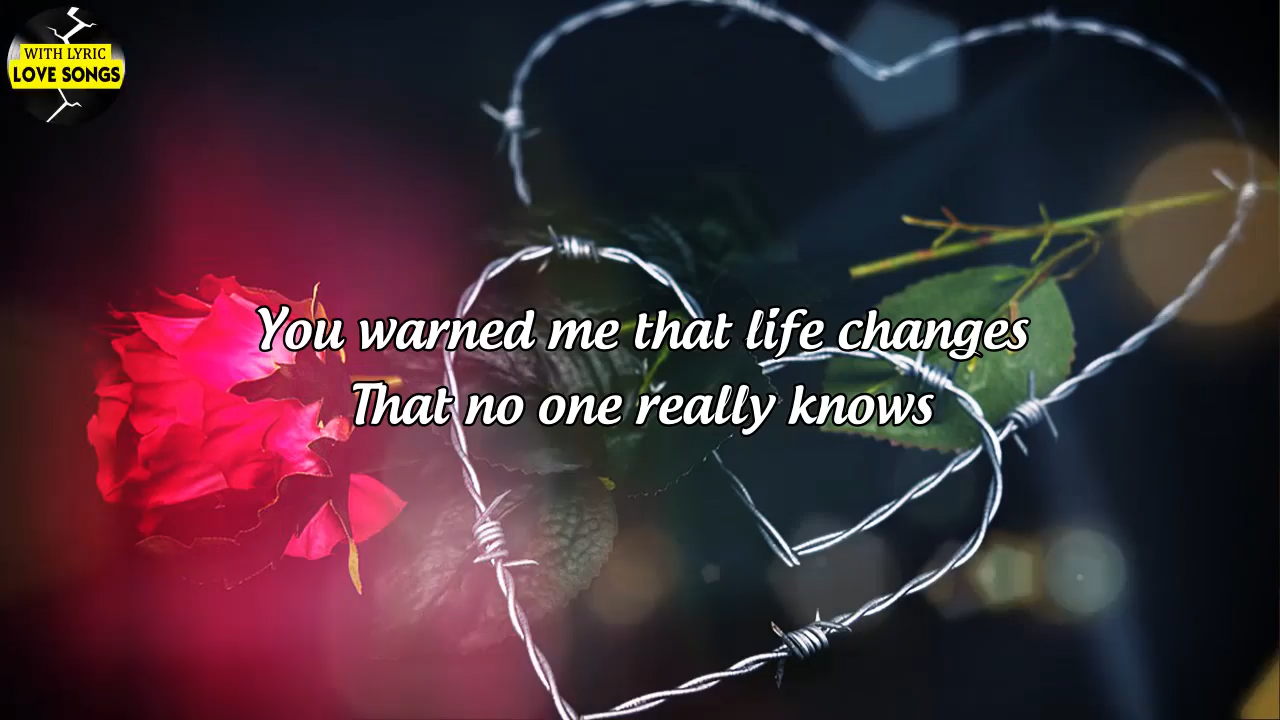 WITH LYRIC
LOVE SONGS
You warned me that life changes
That no one really knows